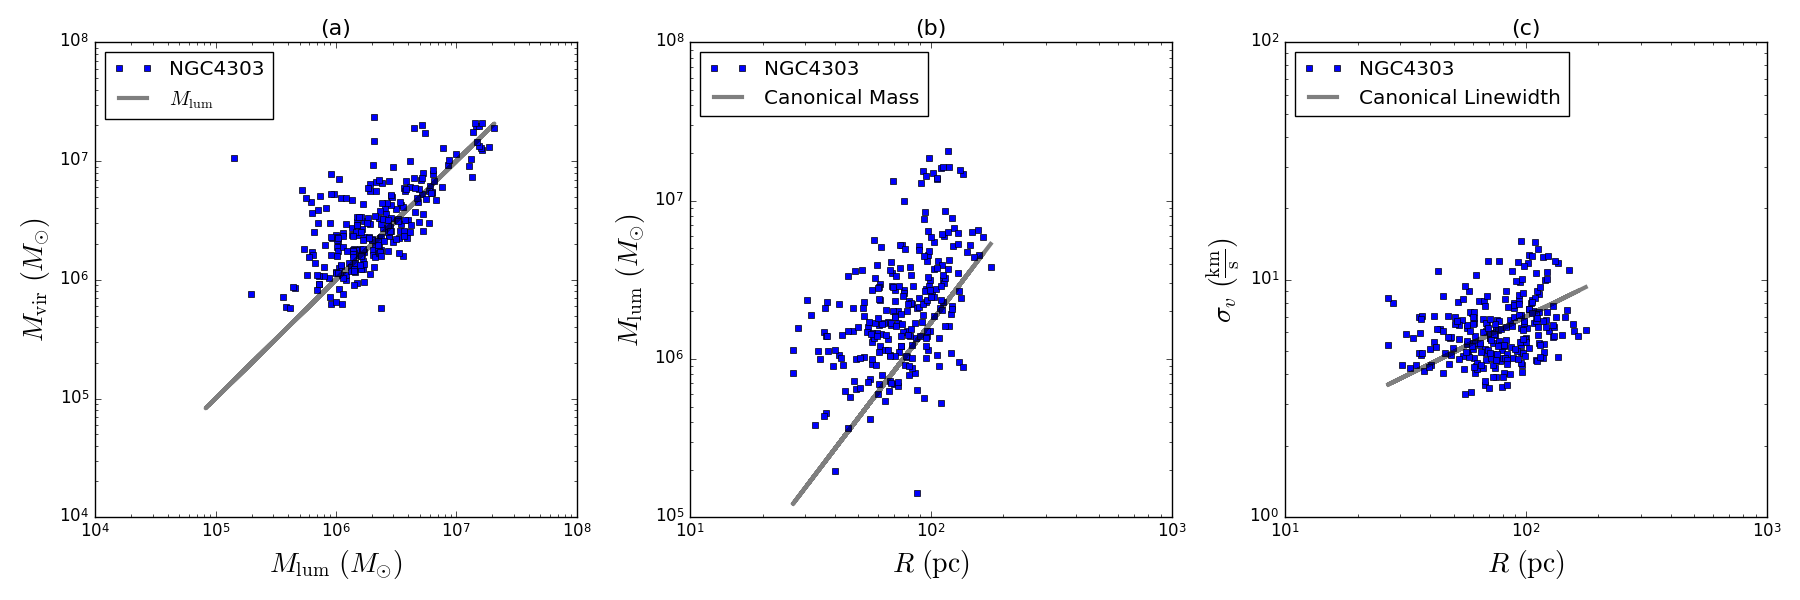 (a)
NGC4303
M_lum
10^8
10^7
10^6
10^5
10^4
M_vir (M_⊙)
10^4 10^5 10^6 10^7 10^8
M_lum (M_⊙)
(b)
NGC4303
Canonical Mass
10^8
10^7
10^6
10^5
M_lum (M_⊙)
10^1 10^2 10^3
R (pc)
(c)
NGC4303
Canonical Linewidth
10^2
10^1
10^0
σ_v (km/s)
10^1 10^2 10^3
R (pc)